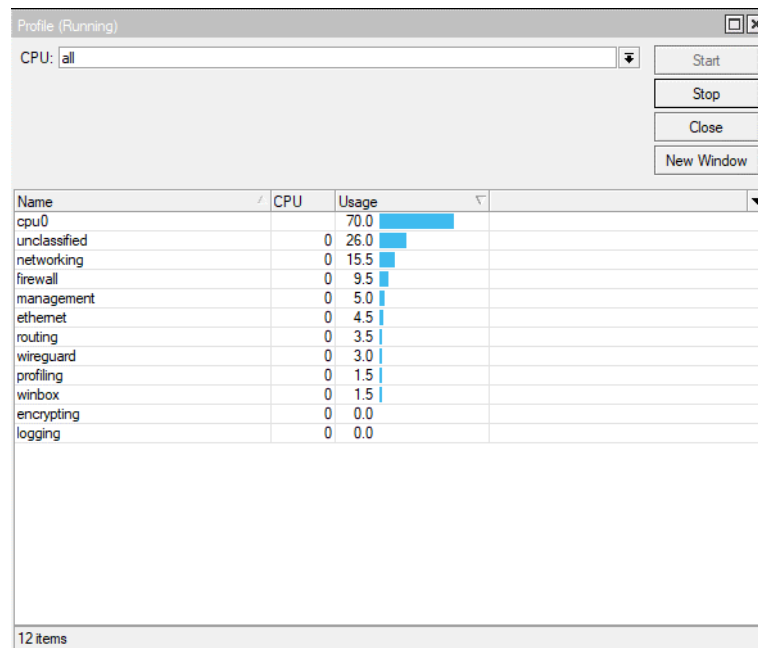 Profile (Running)
CPU: all
Start
Stop
Close
New Window
Name CPU Usage
cpu0 70.0
unclassified 0 26.0
networking 0 15.5
firewall 0 9.5
management 0 5.0
ethernet 0 4.5
routing 0 3.5
wireguard 0 3.0
profiling 0 1.5
winbox 0 1.5
encrypting 0 0.0
logging 0 0.0
12 items